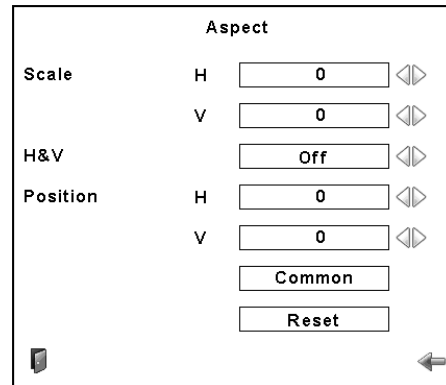 Aspect
Scale H 0
V 0
H&V Off
Position H 0
V 0
Common
Reset